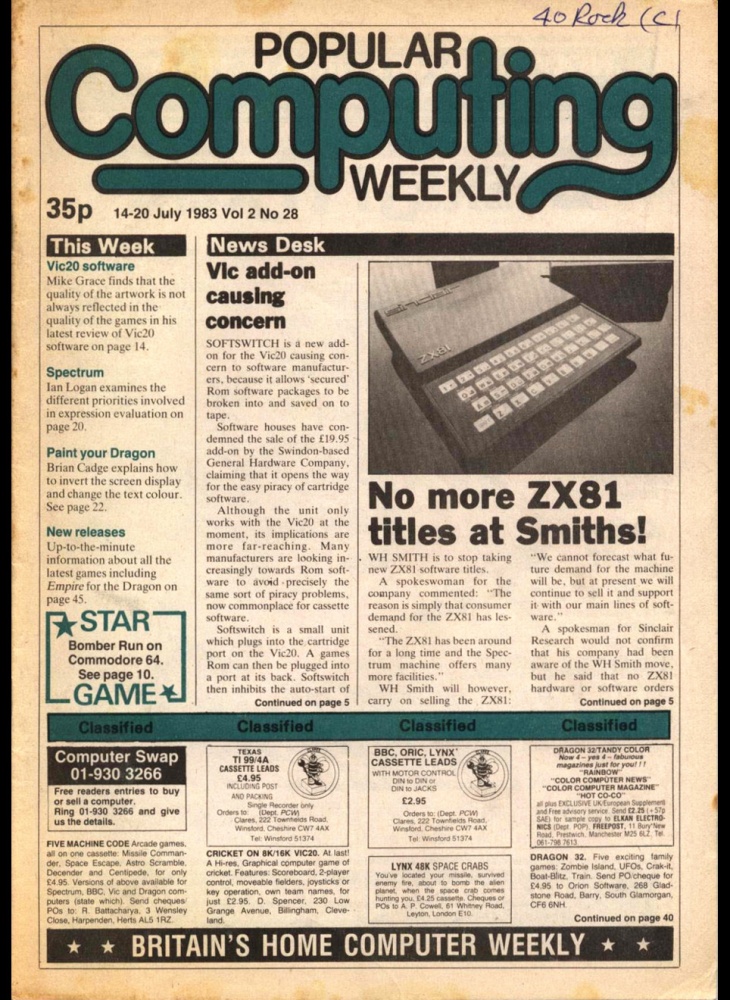 40 Rock (C)
POPULAR
Computing
WEEKLY
35p 14-20 July 1983 Vol 2 No 28
This Week
Vic20 software
Mike Grace finds that the
quality of the artwork is not
always reflected in the
quality of the games in his
latest review of Vic20
software on page 14.
Spectrum
Ian Logan examines the
different priorities involved
in expression evaluation on
page 20.
Paint your Dragon
Brian Cadge explains how
to invert the screen display
and change the text colour.
See page 22.
New releases
Up-to-the-minute
information about all the
latest games including
Empire for the Dragon on
page 45.
STAR
Bomber Run on
Commodore 64.
See page 10.
GAME
News Desk
Vic add-on
causing
concern
SOFTSWITCH is a new add-
on for the Vic20 causing con-
cern to software manufactur-
ers, because it allows 'secured'
Rom software packages to be
broken into and saved on to
tape.
Software houses have con-
demned the sale of the £19.95
add-on by the Swindon-based
General Hardware Company,
claiming that it opens the way
for the easy piracy of cartridge
software.
Although the unit only
works with the Vic20 at the
moment, its implications are
more far-reaching. Many
manufacturers are looking in-
creasingly towards Rom soft-
ware to avoid precisely the
same sort of piracy problems,
now commonplace for cassette
software.
Softswitch is a small unit
which plugs into the cartridge
port on the Vic20. A games
Rom can then be plugged into
a port at its back. Softswitch
then inhibits the auto-start of
Continued on page 5
sinclair
ZX81
No more ZX81
titles at Smiths!
WH SMITH is to stop taking
new ZX81 software titles.
A spokeswoman for the
company commented: "The
reason is simply that consumer
demand for the ZX81 has les-
sened.
"The ZX81 has been around
for a long time and the Spec-
trum machine offers many
more facilities."
WH Smith will however,
carry on selling the ZX81:
"We cannot forecast what fu-
ture demand for the machine
will be, but at present we will
continue to sell it and support
it with our main lines of soft-
ware."
A spokesman for Sinclair
Research would not confirm
that his company had been
aware of the WH Smith move,
but he said that no ZX81
hardware or software orders
Continued on page 5
Classified
Classified
Classified
Classified
Computer Swap
01-930 3266
Free readers entries to buy
or sell a computer.
Ring 01-930 3266 and give
us the details.
FIVE MACHINE CODE Arcade games,
all on one cassette: Missile Comman-
der, Space Escape, Astro Scramble,
Decender and Centipede, for only
£4.95. Versions of above available for
Spectrum, BBC, Vic and Dragon com-
puters (state which). Send cheques/
POs to: R. Battacharya, 3 Wensley
Close, Harpenden, Herts AL5 1RZ.
TEXAS
TI 99/4A
CASSETTE LEADS
£4.95
INCLUDING POST
AND PACKING
Single Recorder only
Orders to: (Dept. PCW)
Clares, 222 Townfields Road,
Winsford, Cheshire CW7 4AX
Tel: Winsford 51374
CRICKET ON 8K/16K VIC20. At last!
A Hi-res, Graphical computer game of
cricket. Features: Scoreboard, 2-player
control, moveable fielders, joysticks or
key operation, own team names, for
just £2.95. D. Spencer, 230 Low
Grange Avenue, Billingham, Cleve-
land.
BBC, ORIC, LYNX
CASSETTE LEADS
WITH MOTOR CONTROL
DIN to DIN or
DIN to JACKS
£2.95
Orders to: (Dept. PCW)
Clares, 222 Townfields Road,
Winsford, Cheshire CW7 4AX
Tel: Winsford 51374
LYNX 48K SPACE CRABS
You've located your missile, survived
enemy fire, about to bomb the alien
planet, when the space crab comes
hunting you, £4.25 cassette. Cheques or
POs to A. P. Cowell, 61 Whitney Road,
Leyton, London E10.
DRAGON 32/TANDY COLOR
Now 4 – yes 4 – fabulous
magazines just for you!!!
"RAINBOW"
"COLOR COMPUTER NEWS"
"COLOR COMPUTER MAGAZINE"
"HOT CO-CO"
all plus EXCLUSIVE UK/European Supplement
and Free advisory service. Send £2.25 (+ 57p
SAE) for sample copy to ELKAN ELECTRO-
NICS (Dept. POP), FREEPOST, 11 Bury New
Road, Prestwich, Manchester M25 6LZ. Tel.
061-798 7613
DRAGON 32. Five exciting family
games: Zombie Island, UFOs, Crak-it,
Boat-Blitz, Train. Send PO/cheque for
£4.95 to Orion Software, 268 Glad-
stone Road, Barry, South Glamorgan,
CF6 6NH.
Continued on page 40
★ ★ BRITAIN'S HOME COMPUTER WEEKLY ★ ★